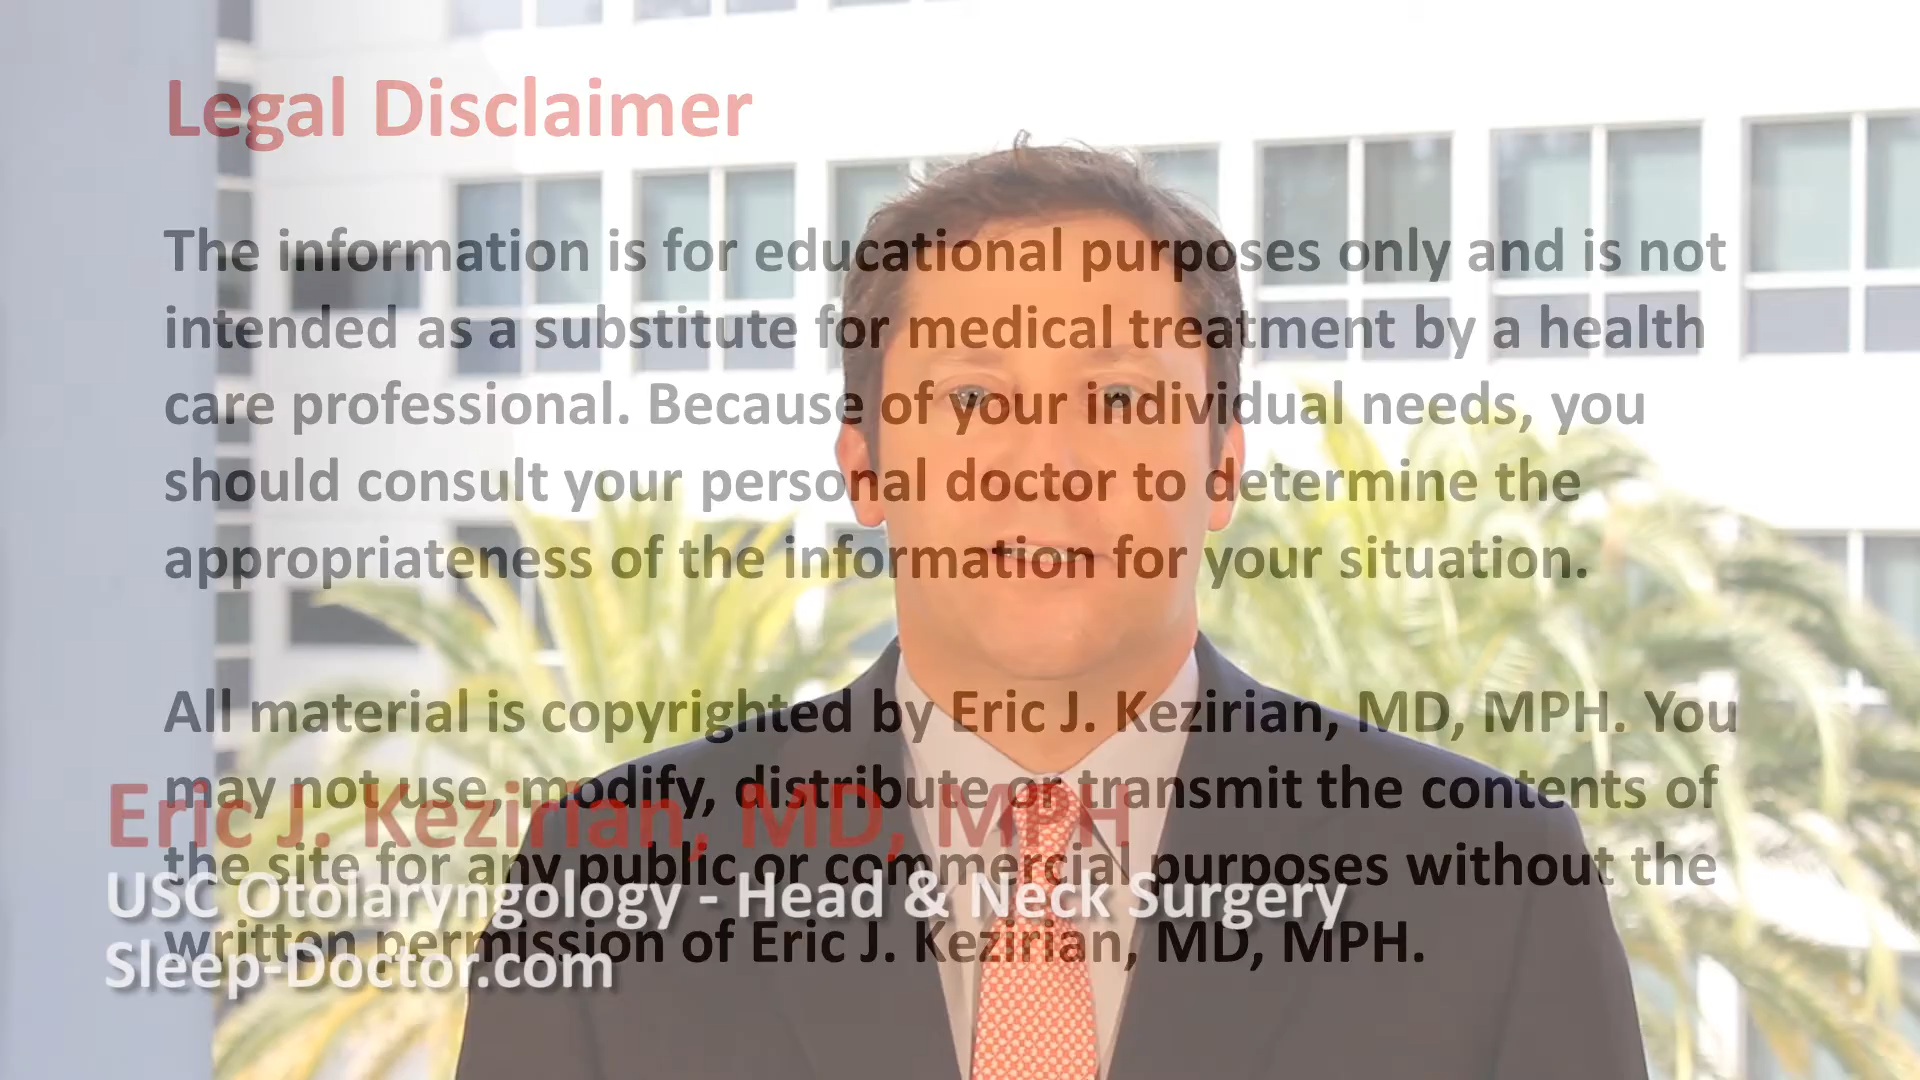 Legal Disclaimer
The information is for educational purposes only and is not
intended as a substitute for medical treatment by a health
care professional. Because of your individual needs, you
should consult your personal doctor to determine the
appropriateness of the information for your situation.
All material is copyrighted by Eric J. Kezirian, MD, MPH. You
may not use, modify, distribute or transmit the contents of
the site for any public or commercial purposes without the
written permission of Eric J. Kezirian, MD, MPH.
Eric J. Kezirian, MD, MPH
USC Otolaryngology - Head & Neck Surgery
Sleep-Doctor.com